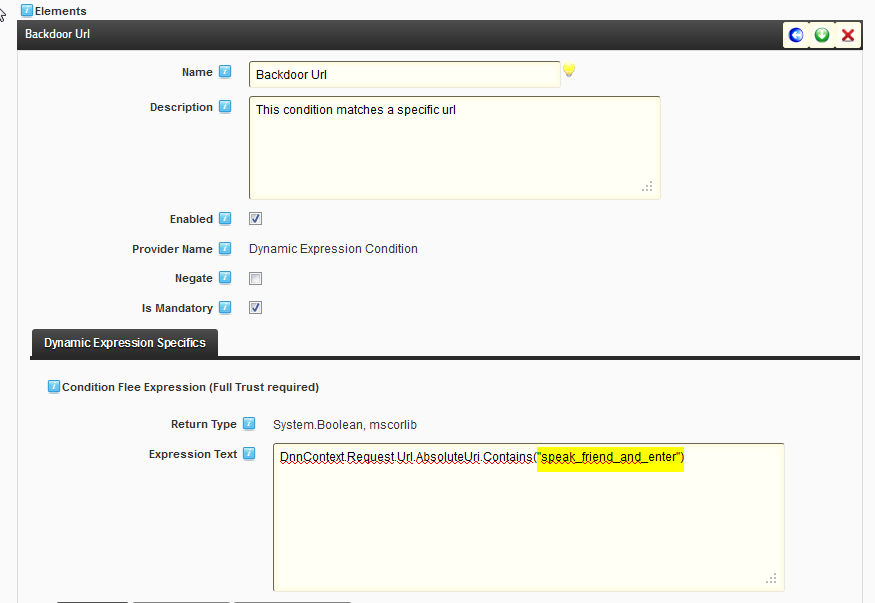 Elements
Backdoor Url
Name
Backdoor Url
Description
This condition matches a specific url
Enabled
Provider Name
Dynamic Expression Condition
Negate
Is Mandatory
Dynamic Expression Specifics
Condition Flee Expression (Full Trust required)
Return Type
System.Boolean, mscorlib
Expression Text
DnnContext.Request.Url.AbsoluteUri.Contains("speak_friend_and_enter")